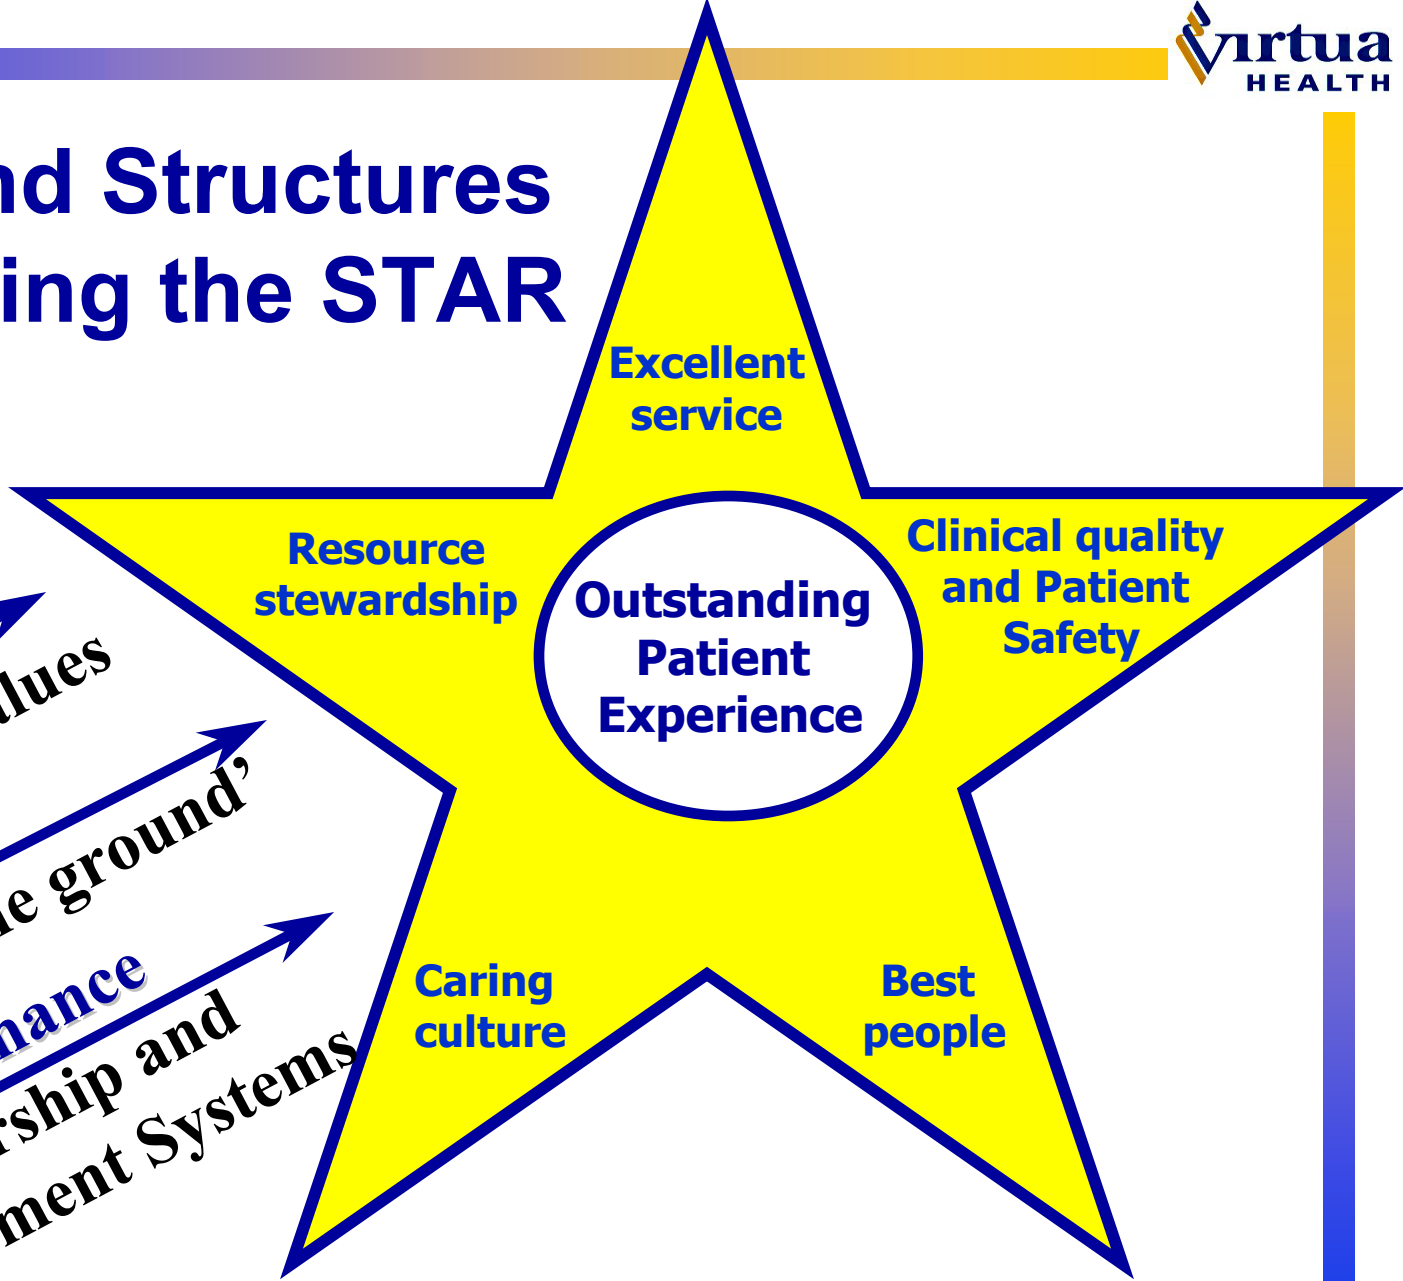 Virtua
HEALTH
nd Structures
ing the STAR
Excellent
service
Resource
stewardship
Clinical quality
and Patient
Safety
Outstanding
Patient
Experience
Caring
culture
Best
people
alues
e ground’
nance
rship and
ment Systems